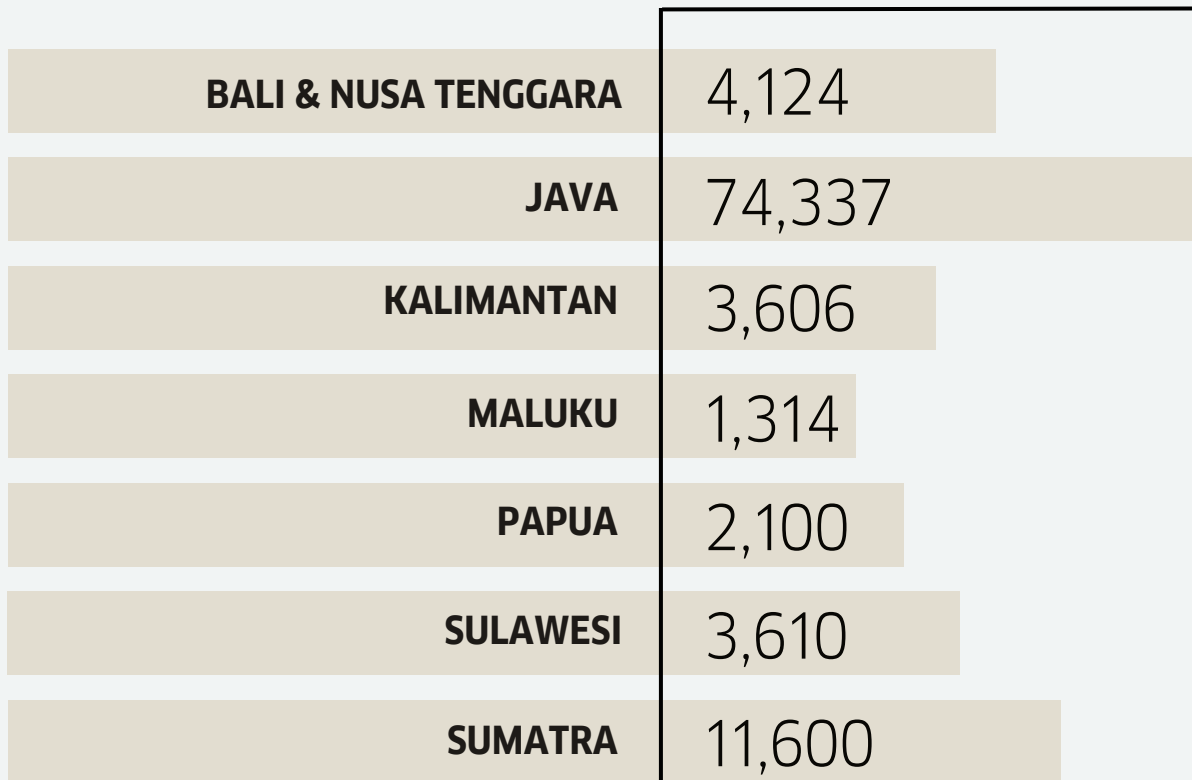 BALI & NUSA TENGGARA 4,124
JAVA 74,337
KALIMANTAN 3,606
MALUKU 1,314
PAPUA 2,100
SULAWESI 3,610
SUMATRA 11,600